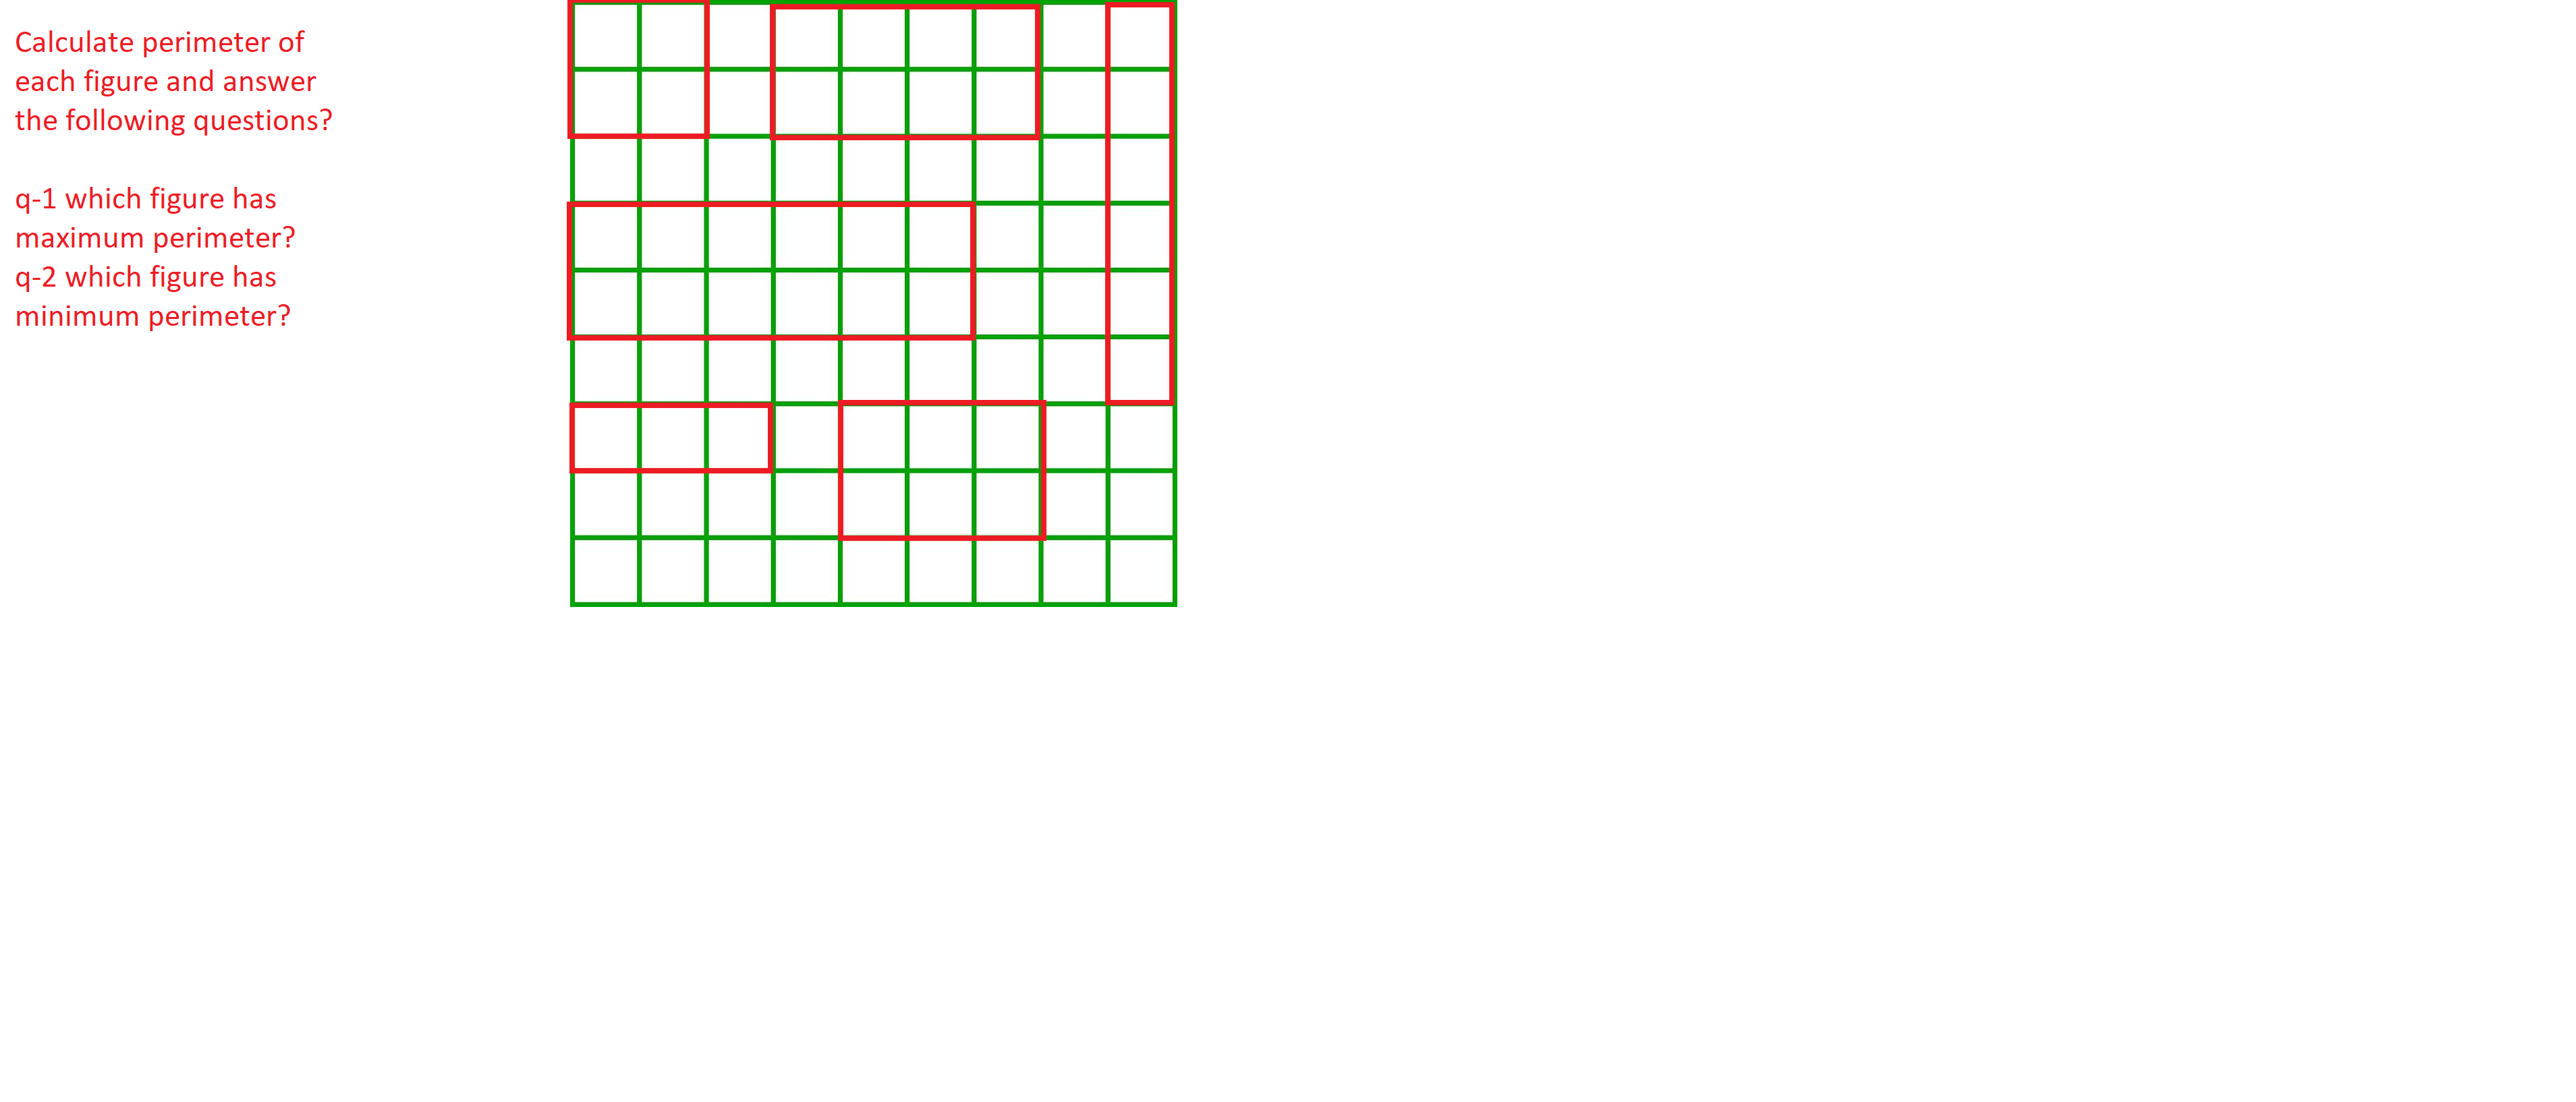 Calculate perimeter of
each figure and answer
the following questions?
q-1 which figure has
maximum perimeter?
q-2 which figure has
minimum perimeter?